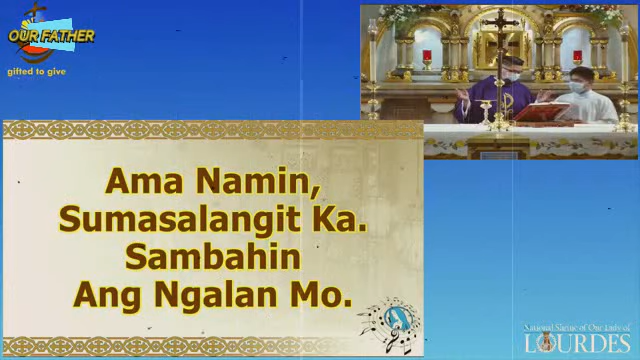 OUR FATHER
gifted to give
Ama Namin,
Sumasalangit Ka.
Sambahin
Ang Ngalan Mo.
National Shrine of Our Lady of
LOURDES